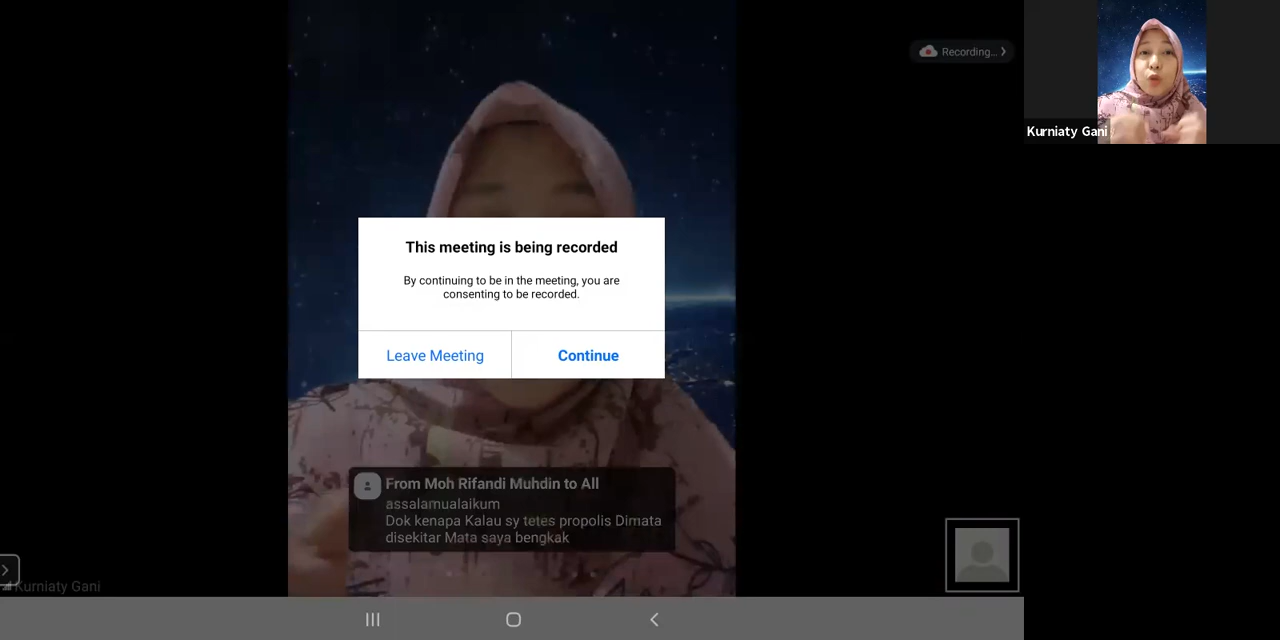 Recording...
Kurniaty Gani
This meeting is being recorded
By continuing to be in the meeting, you are
consenting to be recorded.
Leave Meeting
Continue
From Moh Rifandi Muhdin to All
assalamualaikum
Dok kenapa Kalau sy tetes propolis Dimata
disekitar Mata saya bengkak
Kurniaty Gani